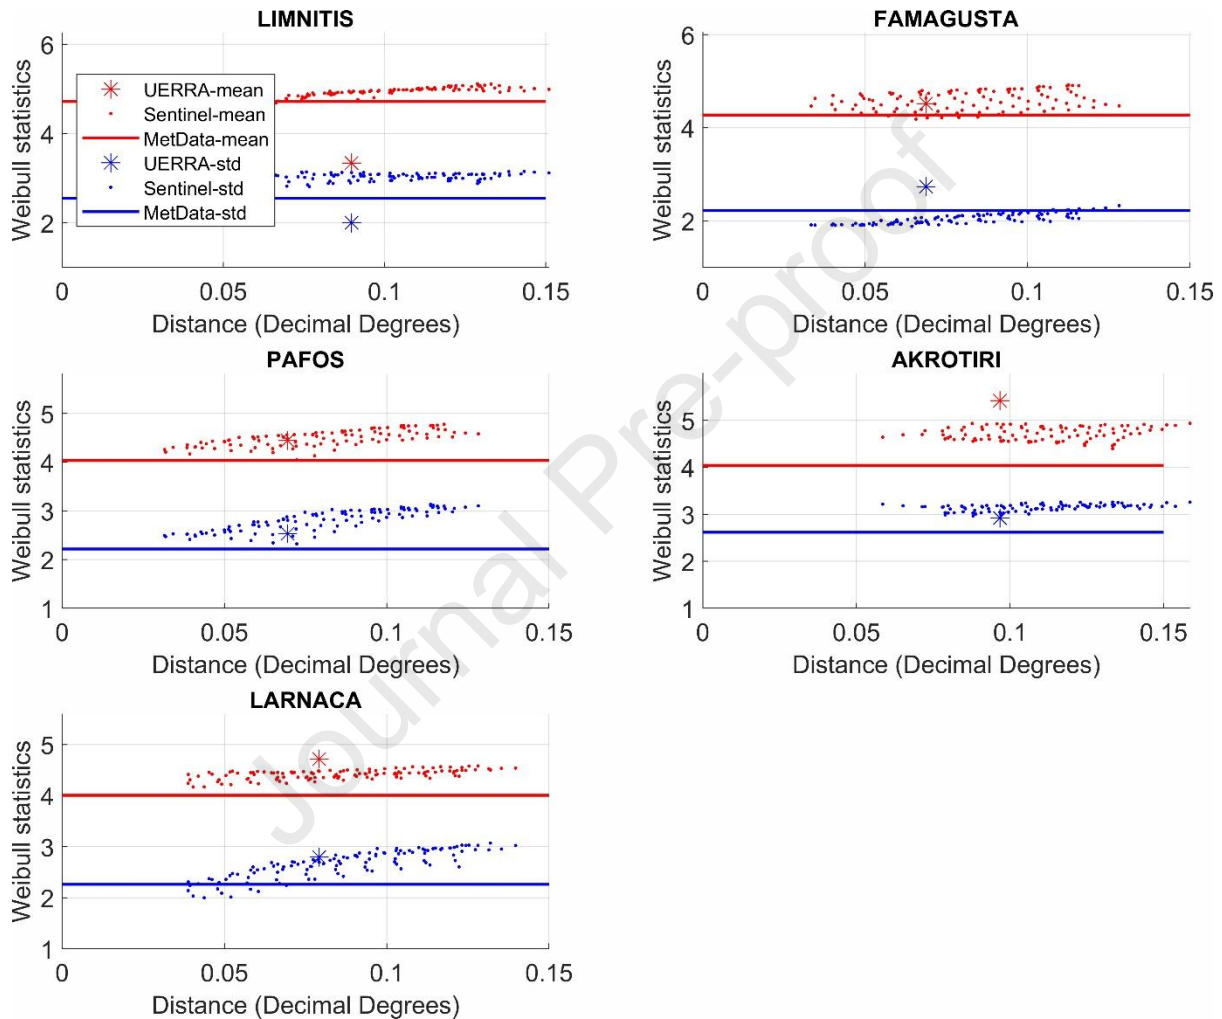 LIMNITIS
Weibull statistics
6
4
2
UERRA-mean
Sentinel-mean
MetData-mean
UERRA-std
Sentinel-std
MetData-std
0 0.05 0.1 0.15
Distance (Decimal Degrees)
FAMAGUSTA
Weibull statistics
6
4
2
0 0.05 0.1 0.15
Distance (Decimal Degrees)
PAFOS
Weibull statistics
5
4
3
2
1
0 0.05 0.1 0.15
Distance (Decimal Degrees)
AKROTIRI
Weibull statistics
5
4
3
2
1
0 0.05 0.1 0.15
Distance (Decimal Degrees)
LARNACA
Weibull statistics
5
4
3
2
1
0 0.05 0.1 0.15
Distance (Decimal Degrees)
Journal Pre-proof